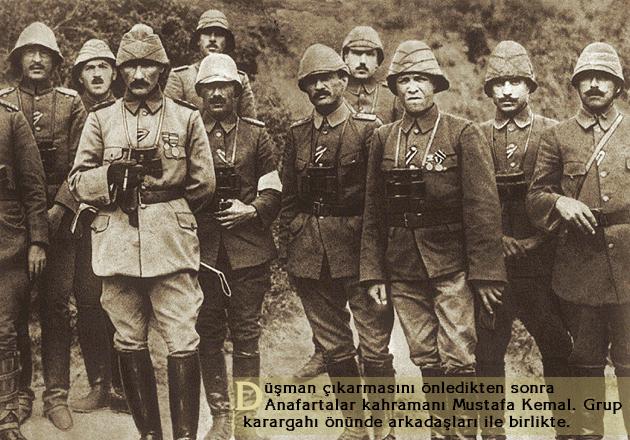 Düşman çıkarmasını önledikten sonra
Anafartalar kahramanı Mustafa Kemal. Grup
karargahı önünde arkadaşları ile birlikte.